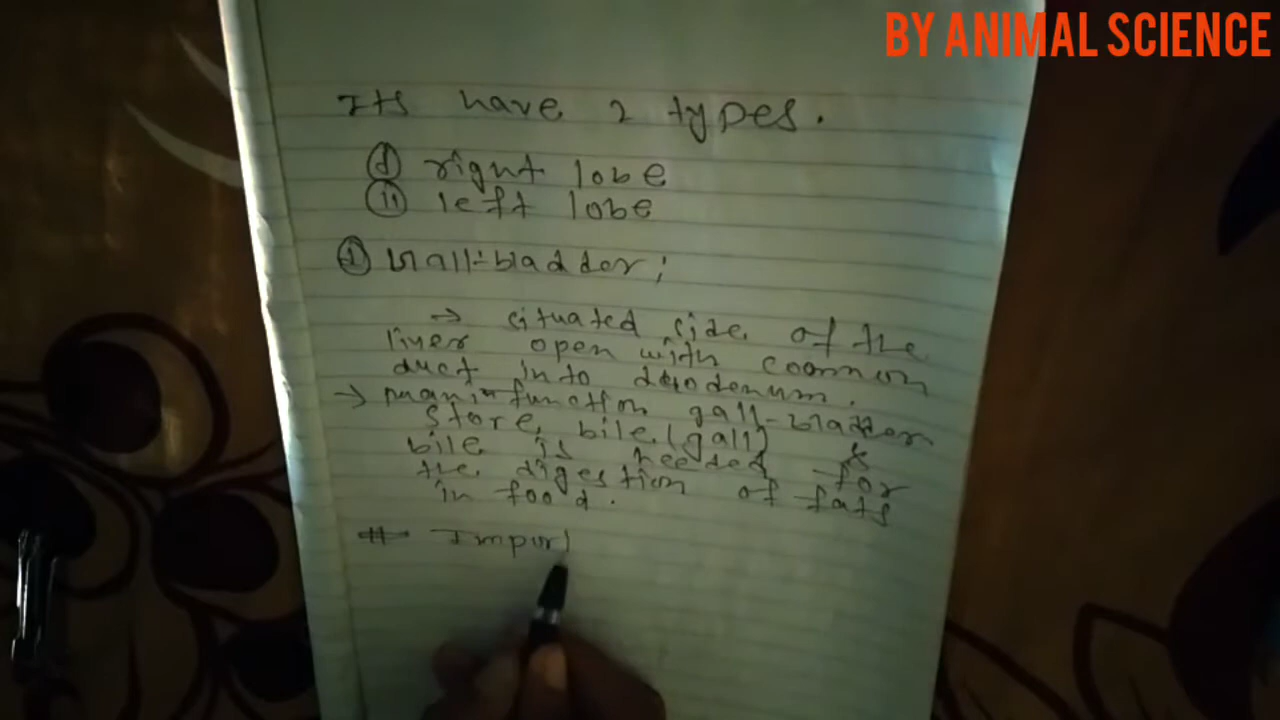 BY ANIMAL SCIENCE
Its have 2 types.
(i) right lobe
(ii) left lobe
(1) Gall-bladder;
→ situated side of the
liver open with common
duct into duodenum.
→ main function gall-bladder
store bile (gall) &
bile is needed for
the digestion of fats
in food.
# Import